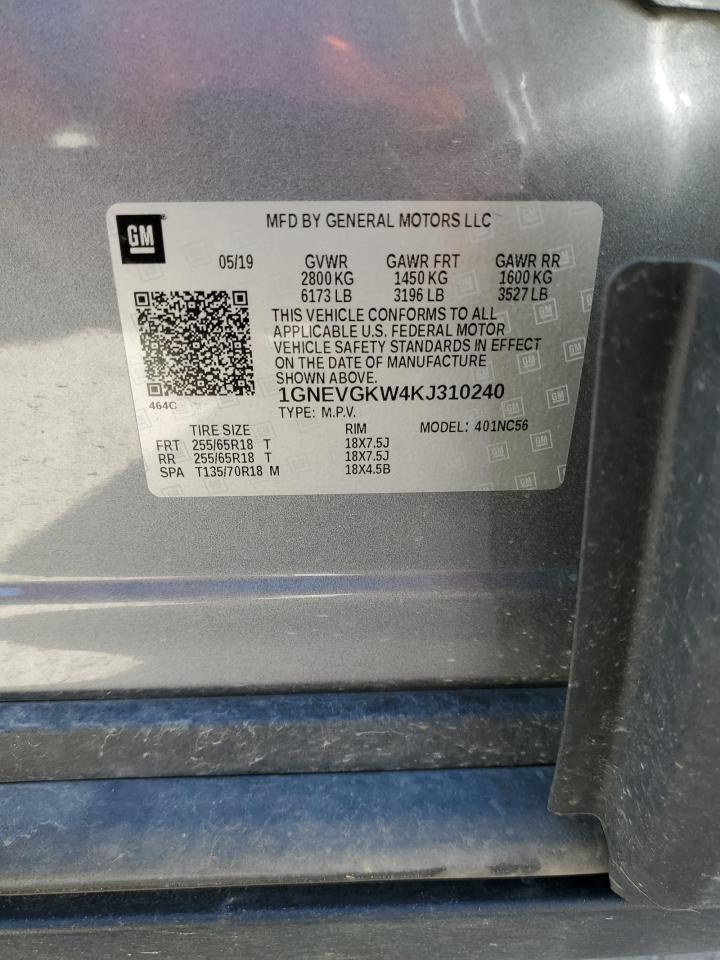 GM
MFD BY GENERAL MOTORS LLC
05/19 GVWR GAWR FRT GAWR RR
2800 KG 1450 KG 1600 KG
6173 LB 3196 LB 3527 LB
THIS VEHICLE CONFORMS TO ALL
APPLICABLE U.S. FEDERAL MOTOR
VEHICLE SAFETY STANDARDS IN EFFECT
ON THE DATE OF MANUFACTURE
SHOWN ABOVE.
1GNEVGKW4KJ310240
464C
TYPE: M.P.V.
TIRE SIZE RIM MODEL: 401NC56
FRT 255/65R18 T 18X7.5J
RR 255/65R18 T 18X7.5J
SPA T135/70R18 M 18X4.5B